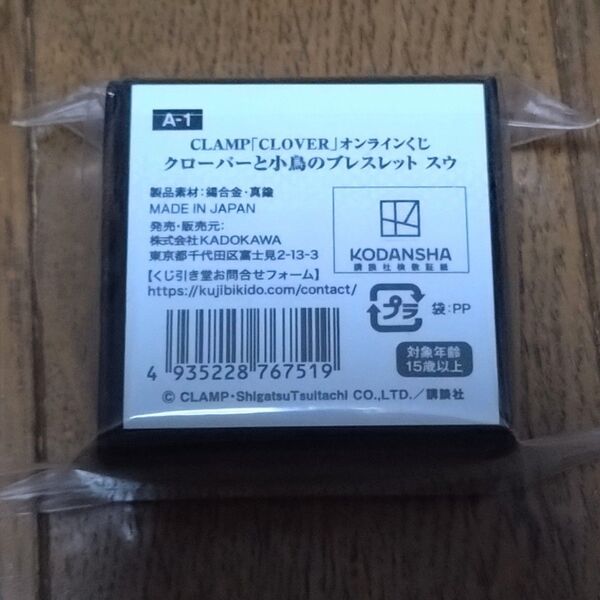 A-1
CLAMP「CLOVER」オンラインくじ
クローバーと小鳥のブレスレット スウ
製品素材：錫合金・真鍮
MADE IN JAPAN
発売・販売元：
株式会社KADOKAWA
東京都千代田区富士見2-13-3
【くじ引き堂お問合せフォーム】
https://kujibikido.com/contact/
KODANSHA
講談社検数証紙
プラ
袋：PP
対象年齢
15歳以上
4 935228 767519
© CLAMP・ShigatsuTsuitachi CO.,LTD.／講談社